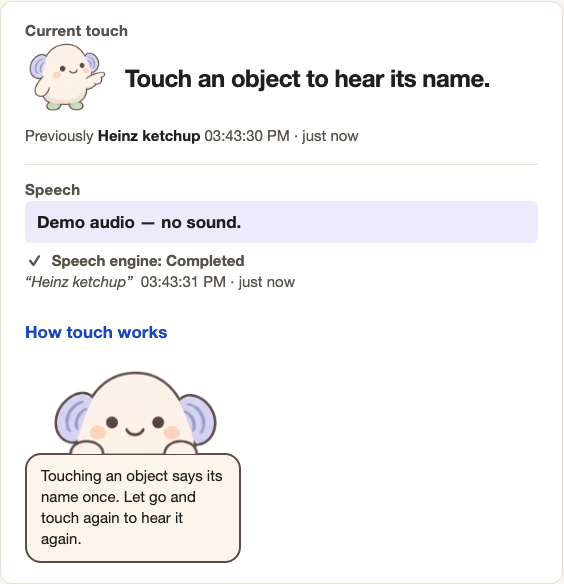 Current touch
Touch an object to hear its name.
Previously Heinz ketchup 03:43:30 PM · just now
Speech
Demo audio — no sound.
✓ Speech engine: Completed
“Heinz ketchup” 03:43:31 PM · just now
How touch works
Touching an object says its
name once. Let go and
touch again to hear it
again.